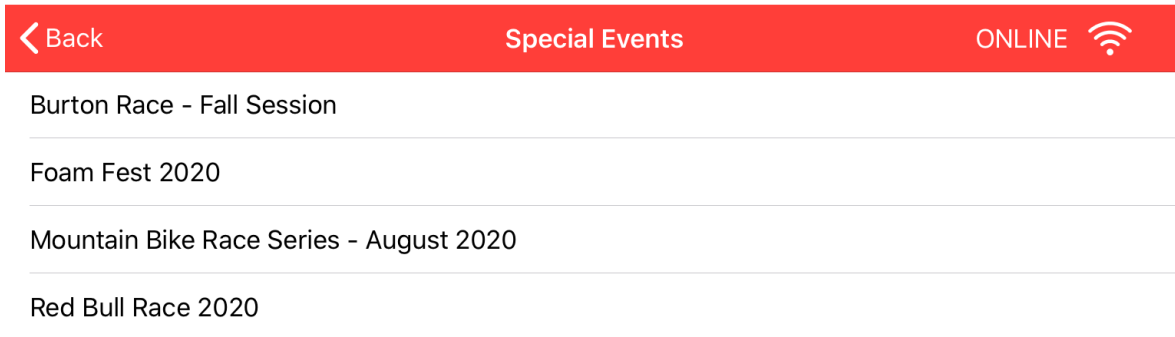 Back Special Events ONLINE
Burton Race - Fall Session
Foam Fest 2020
Mountain Bike Race Series - August 2020
Red Bull Race 2020